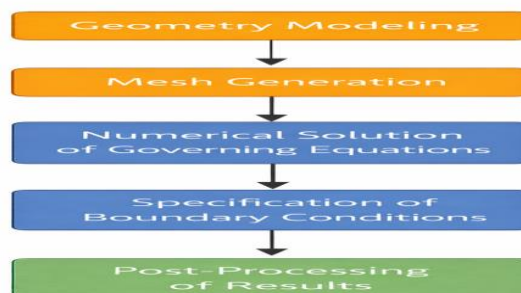 Geometry Modeling
Mesh Generation
Numerical Solution
of Governing Equations
Specification of
Boundary Conditions
Post-Processing
of Results